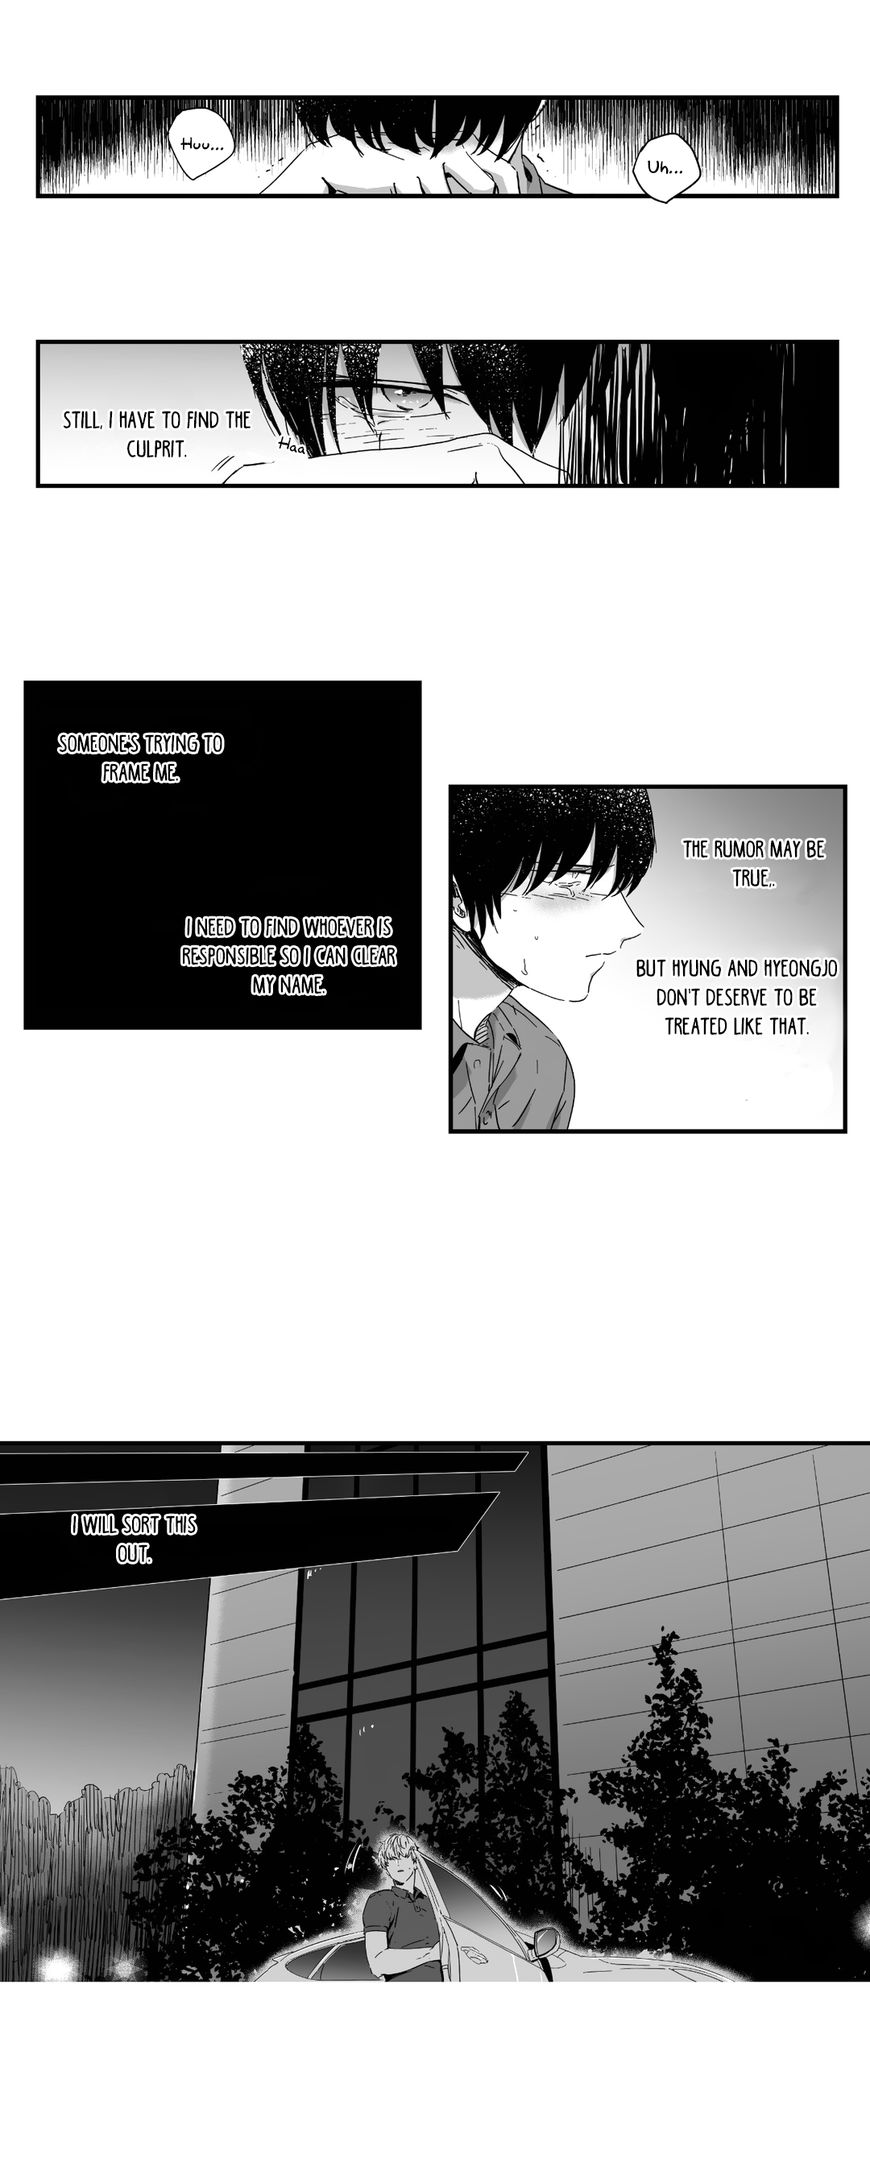 Huu...
Uh...
STILL, I HAVE TO FIND THE
CULPRIT.
Haa
SOMEONE'S TRYING TO
FRAME ME.
I NEED TO FIND WHOEVER IS
RESPONSIBLE SO I CAN CLEAR
MY NAME.
THE RUMOR MAY BE
TRUE,.
BUT HYUNG AND HYEONGJO
DON'T DESERVE TO BE
TREATED LIKE THAT.
I WILL SORT THIS
OUT.